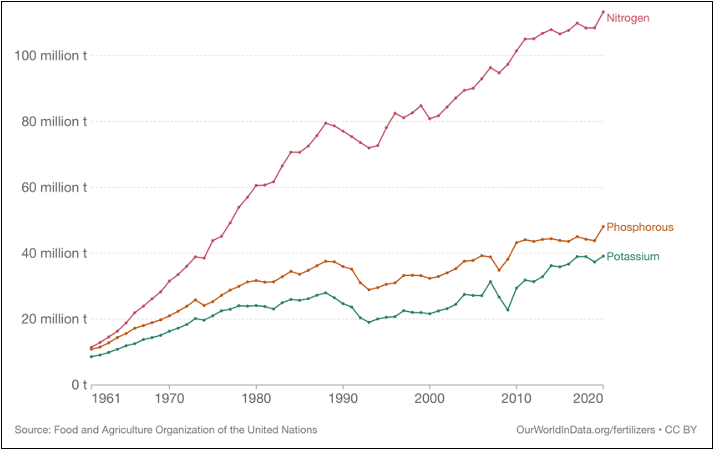 Nitrogen
100 million t
80 million t
60 million t
Phosphorous
40 million t
Potassium
20 million t
0 t
1961 1970 1980 1990 2000 2010 2020
Source: Food and Agriculture Organization of the United Nations
OurWorldInData.org/fertilizers • CC BY